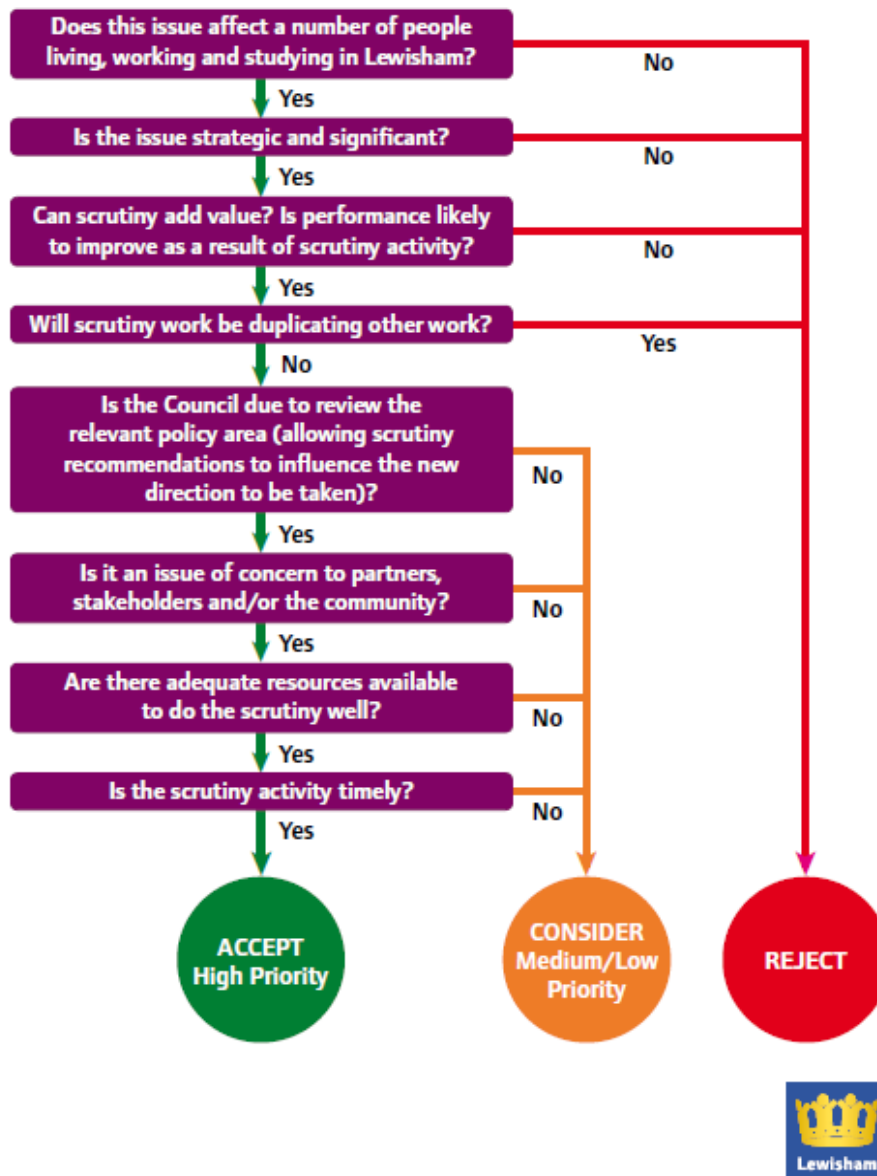 Does this issue affect a number of people
living, working and studying in Lewisham?
No
Yes
Is the issue strategic and significant?
No
Yes
Can scrutiny add value? Is performance likely
to improve as a result of scrutiny activity?
No
Yes
Will scrutiny work be duplicating other work?
Yes
No
Is the Council due to review the
relevant policy area (allowing scrutiny
recommendations to influence the new
direction to be taken)?
No
Yes
Is it an issue of concern to partners,
stakeholders and/or the community?
No
Yes
Are there adequate resources available
to do the scrutiny well?
No
Yes
Is the scrutiny activity timely?
No
Yes
ACCEPT
High Priority
CONSIDER
Medium/Low
Priority
REJECT
Lewisham